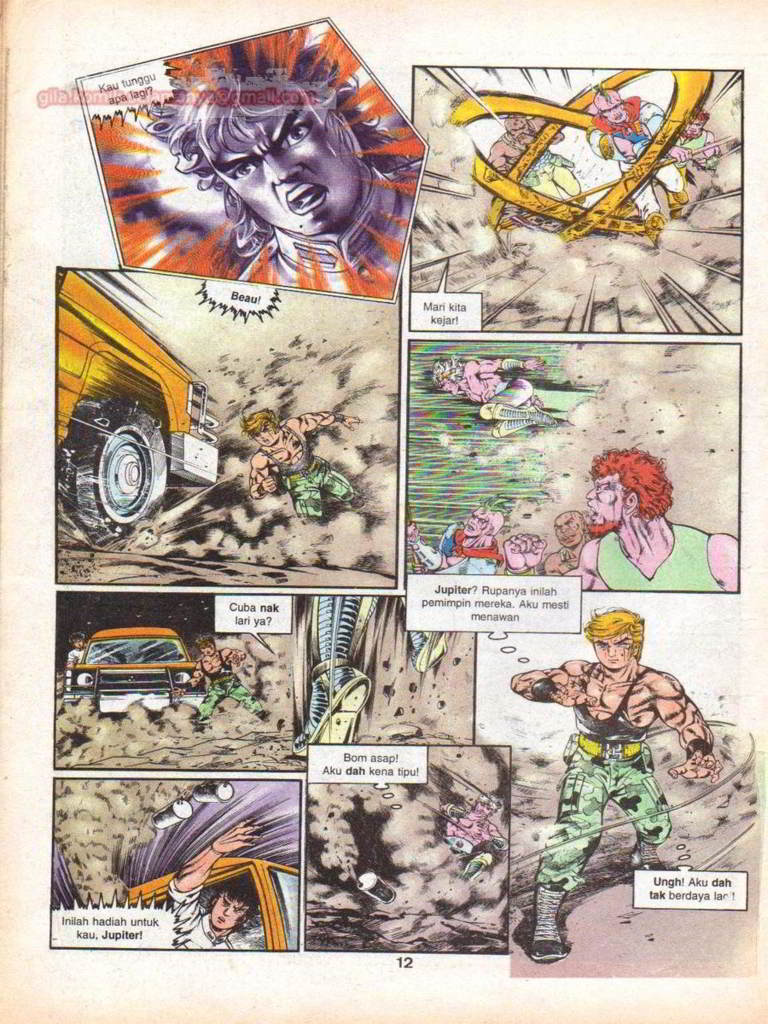 Kau tunggu
apa lagi?
Mari kita
kejar!
Beau!
Jupiter? Rupanya inilah
pemimpin mereka. Aku mesti
menawan
Cuba nak
lari ya?
Bom asap!
Aku dah kena tipu!
Inilah hadiah untuk
kau, Jupiter!
Ungh! Aku dah
tak berdaya lagi!
12